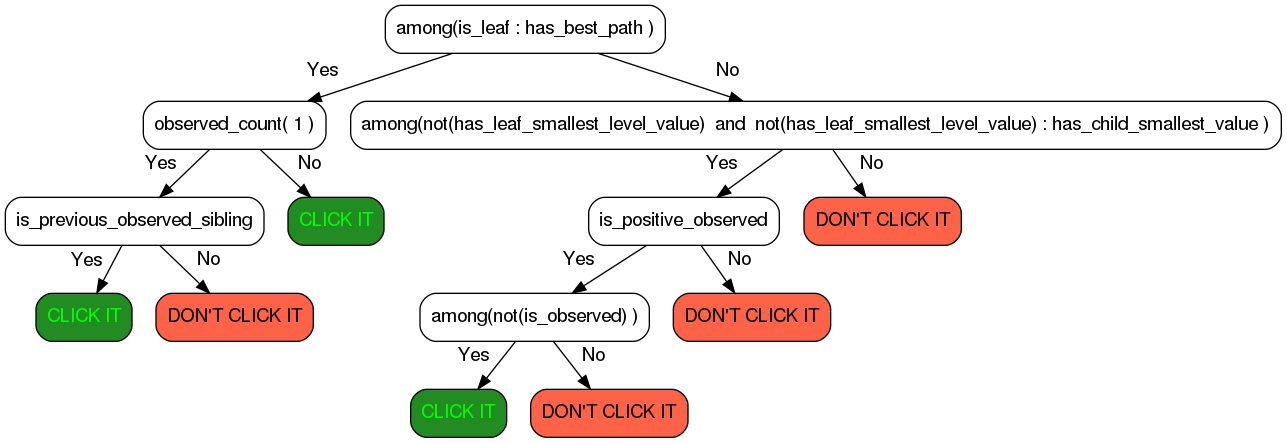 among(is_leaf : has_best_path )
Yes
No
observed_count( 1 )
among(not(has_leaf_smallest_level_value)  and  not(has_leaf_smallest_level_value) : has_child_smallest_value )
Yes
No
Yes
No
is_previous_observed_sibling
CLICK IT
is_positive_observed
DON'T CLICK IT
Yes
No
Yes
No
CLICK IT
DON'T CLICK IT
among(not(is_observed) )
DON'T CLICK IT
Yes
No
CLICK IT
DON'T CLICK IT